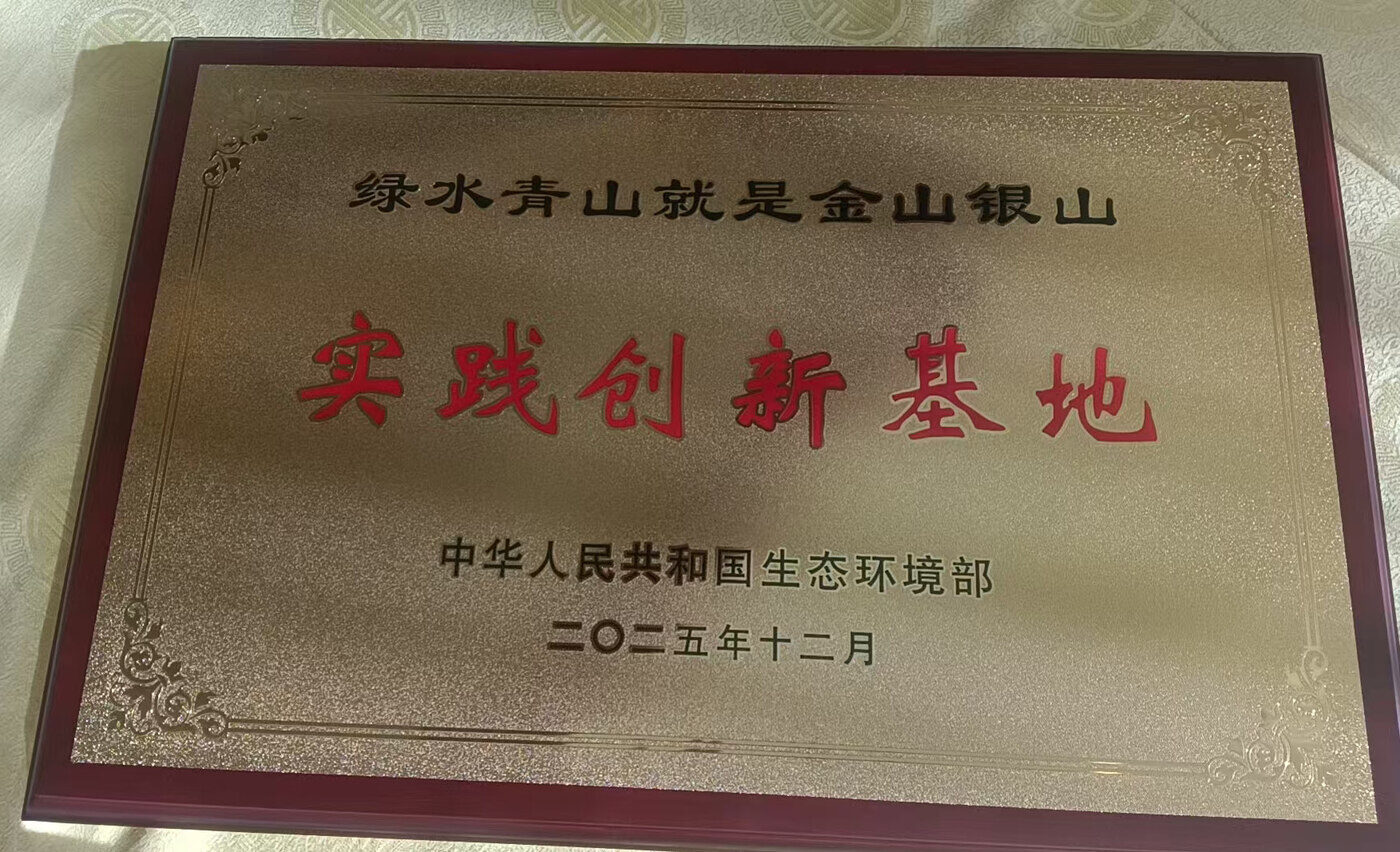 绿水青山就是金山银山
实践创新基地
中华人民共和国生态环境部
二〇二五年十二月